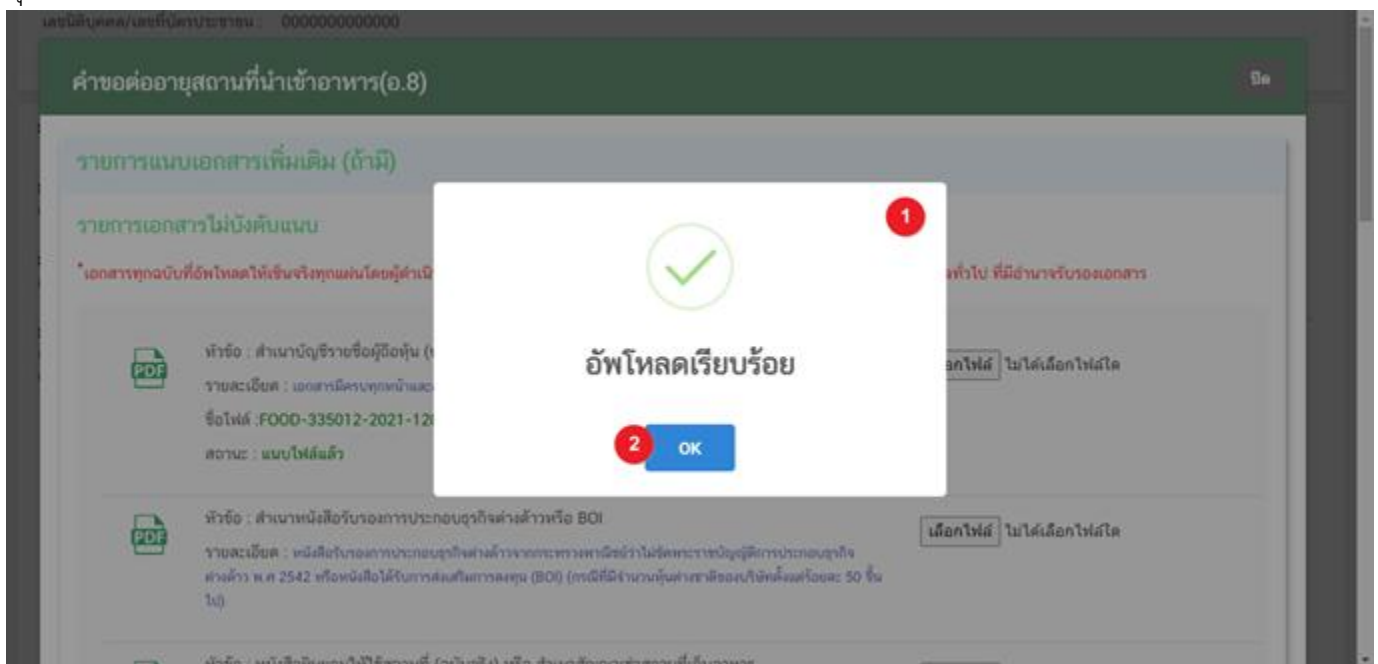 เลขนิติบุคคล/เลขที่บัตรประชาชน : 0000000000000
คำขอต่ออายุสถานที่นำเข้าอาหาร(อ.8)
ปิด
รายการแนบเอกสารเพิ่มเติม (ถ้ามี)
รายการเอกสารไม่บังคับแนบ
*เอกสารทุกฉบับที่อัพโหลดให้เซ็นจริงทุกแผ่นโดยผู้ดำเนิ
ทั่วไป ที่มีอำนาจรับรองเอกสาร
1
อัพโหลดเรียบร้อย
2
OK
PDF
หัวข้อ : สำเนาบัญชีรายชื่อผู้ถือหุ้น
รายละเอียด : เอกสารมีครบทุกหน้าและ
ชื่อไฟล์ :FOOD-335012-2021-120
สถานะ : แนบไฟล์แล้ว
อกไฟล์ ไม่ได้เลือกไฟล์ใด
PDF
หัวข้อ : สำเนาหนังสือรับรองการประกอบธุรกิจต่างด้าวหรือ BOI
รายละเอียด : หนังสือรับรองการประกอบธุรกิจต่างด้าวจากกระทรวงพาณิชย์ว่าไม่ขัดพระราชบัญญัติการประกอบธุรกิจ
ต่างด้าว พ.ศ 2542 หรือหนังสือได้รับการส่งเสริมการลงทุน (BOI) (กรณีที่มีจำนวนหุ้นต่างชาติของบริษัทตั้งแต่ร้อยละ 50 ขึ้น
ไป)
เลือกไฟล์ ไม่ได้เลือกไฟล์ใด